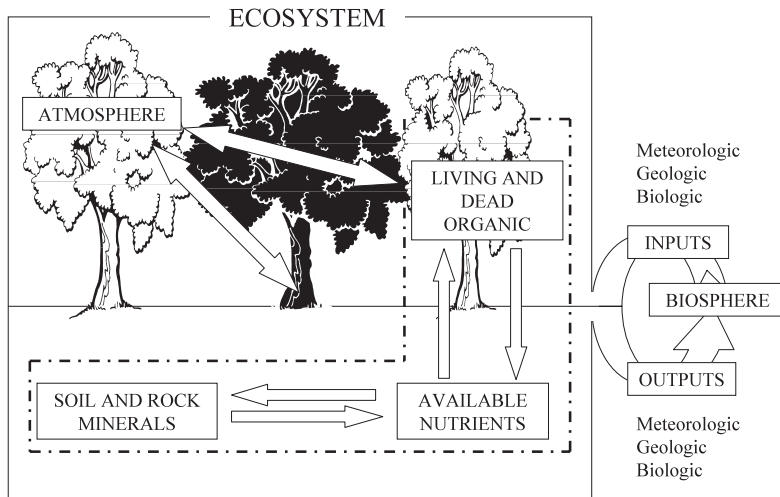 ECOSYSTEM
ATMOSPHERE
LIVING AND
DEAD
ORGANIC
Meteorologic
Geologic
Biologic
INPUTS
BIOSPHERE
OUTPUTS
SOIL AND ROCK
MINERALS
AVAILABLE
NUTRIENTS
Meteorologic
Geologic
Biologic